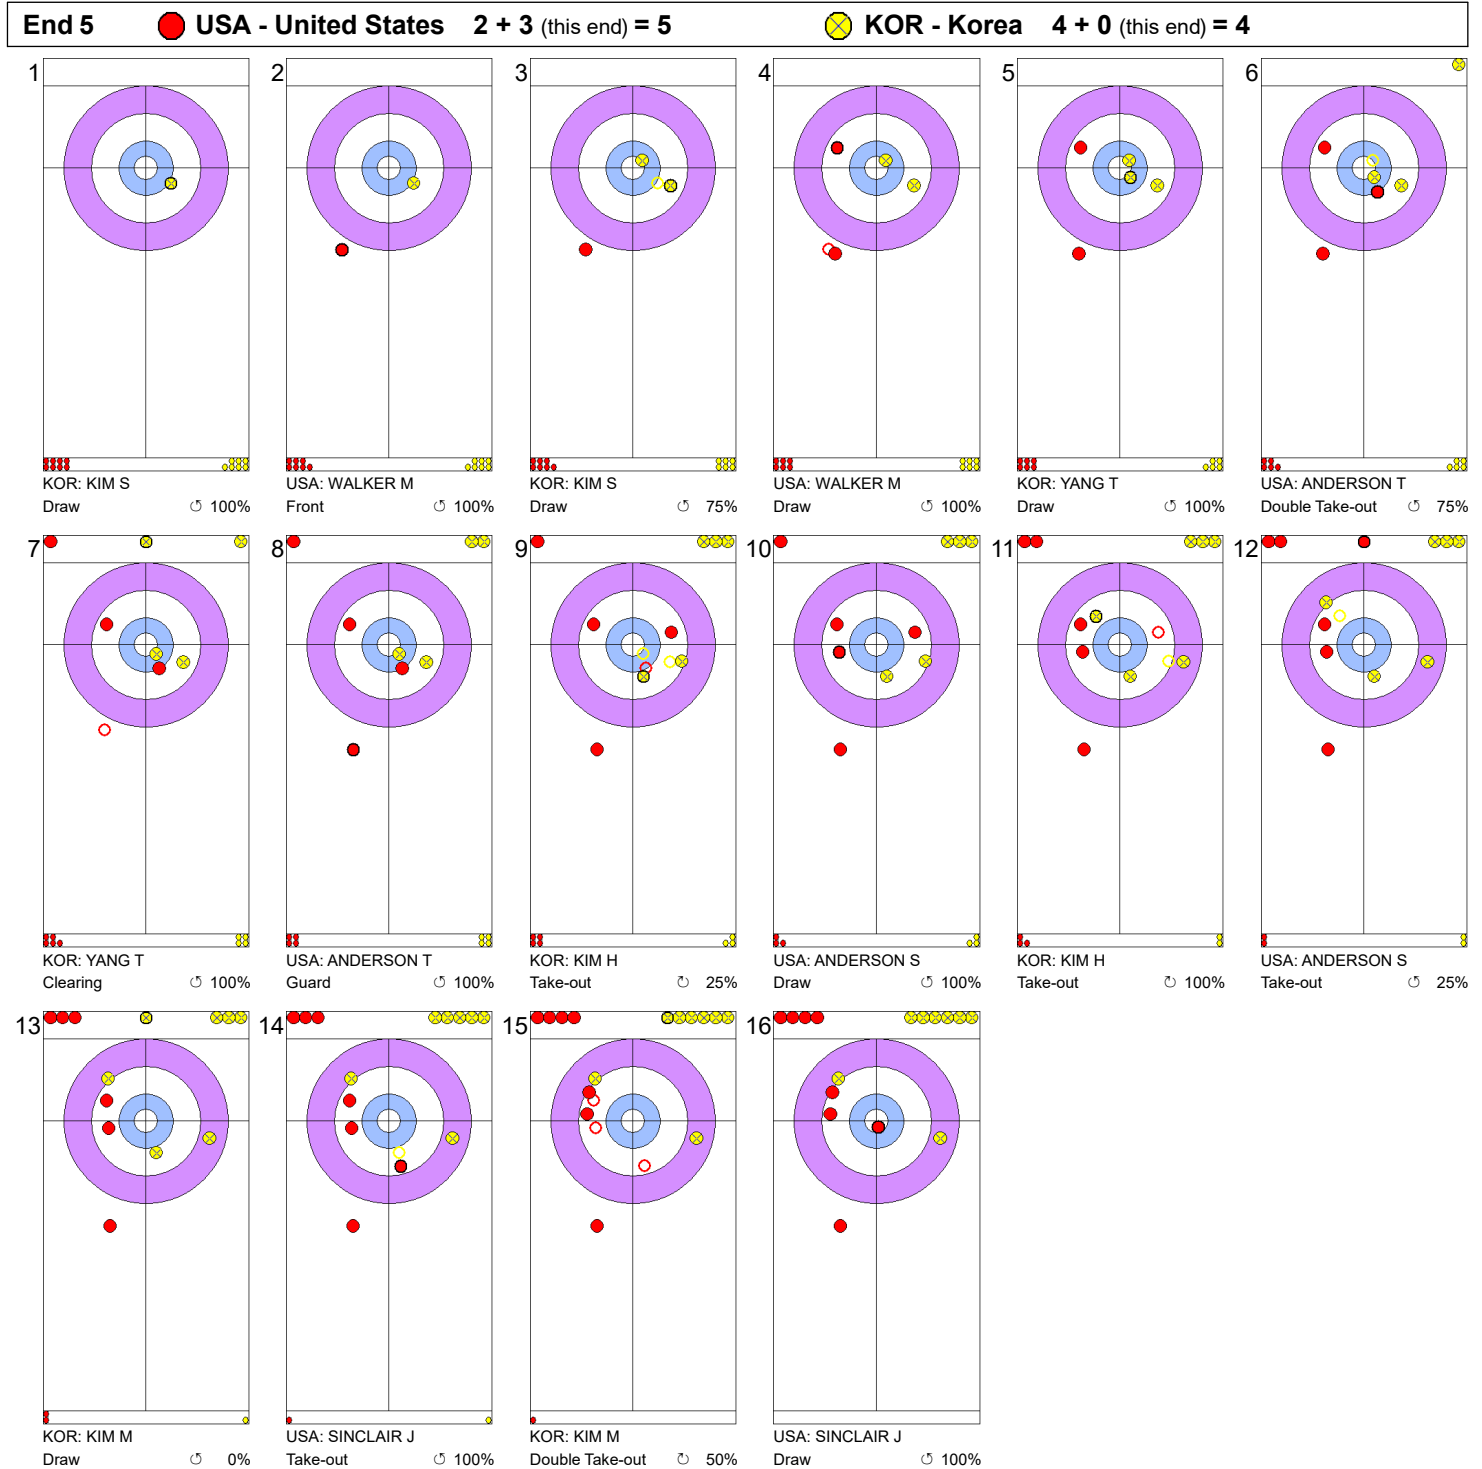 End 5 USA - United States 2 + 3 (this end) = 5 KOR - Korea 4 + 0 (this end) = 4
1 2 3 4 5 6
KOR: KIM S USA: WALKER M KOR: KIM S USA: WALKER M KOR: YANG T USA: ANDERSON T
Draw ↺ 100% Front ↺ 100% Draw ↺ 75% Draw ↺ 100% Draw ↺ 100% Double Take-out ↺ 75%
7 8 9 10 11 12
KOR: YANG T USA: ANDERSON T KOR: KIM H USA: ANDERSON S KOR: KIM H USA: ANDERSON S
Clearing ↺ 100% Guard ↺ 100% Take-out ↻ 25% Draw ↺ 100% Take-out ↻ 100% Take-out ↺ 25%
13 14 15 16
KOR: KIM M USA: SINCLAIR J KOR: KIM M USA: SINCLAIR J
Draw ↺ 0% Take-out ↺ 100% Double Take-out ↻ 50% Draw ↺ 100%